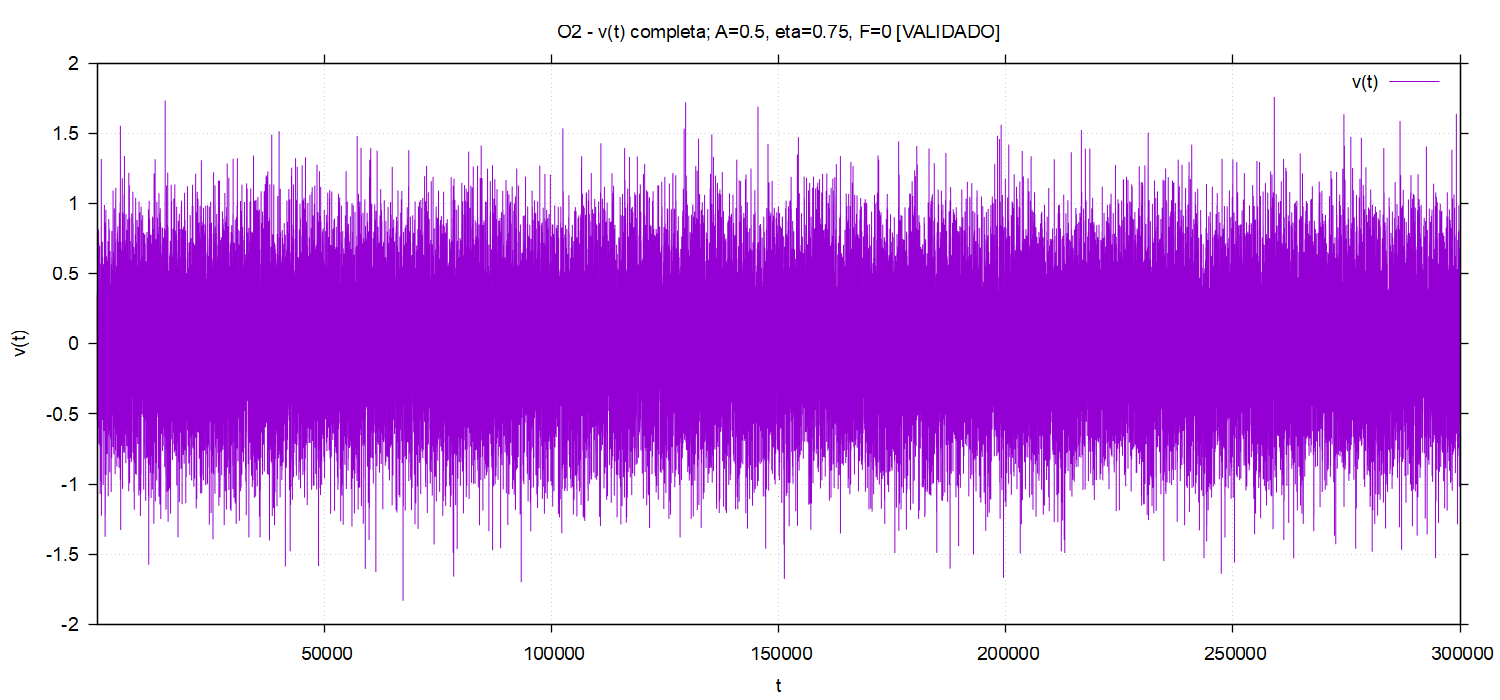 O2 - v(t) completa; A=0.5, eta=0.75, F=0 [VALIDADO]
v(t)
2
1.5
1
0.5
0
-0.5
-1
-1.5
-2
v(t)
50000 100000 150000 200000 250000 300000
t